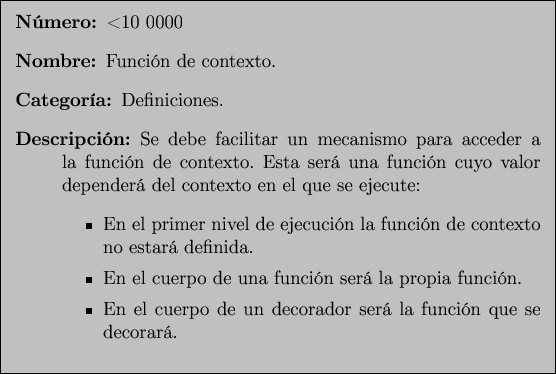 Número: <10 0000
Nombre: Función de contexto.
Categoría: Definiciones.
Descripción: Se debe facilitar un mecanismo para acceder a
la función de contexto. Esta será una función cuyo valor
dependerá del contexto en el que se ejecute:
▪ En el primer nivel de ejecución la función de contexto
no estará definida.
▪ En el cuerpo de una función será la propia función.
▪ En el cuerpo de un decorador será la función que se
decorará.